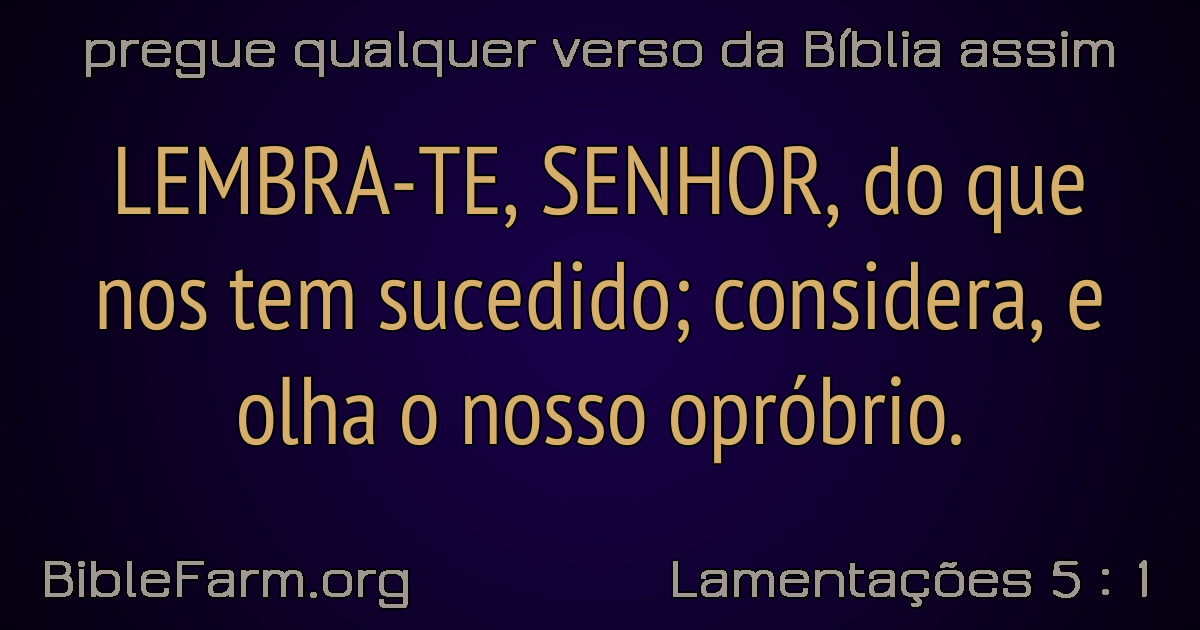 pregue qualquer verso da Bíblia assim
LEMBRA-TE, SENHOR, do que
nos tem sucedido; considera, e
olha o nosso opróbrio.
BibleFarm.org
Lamentações 5 : 1